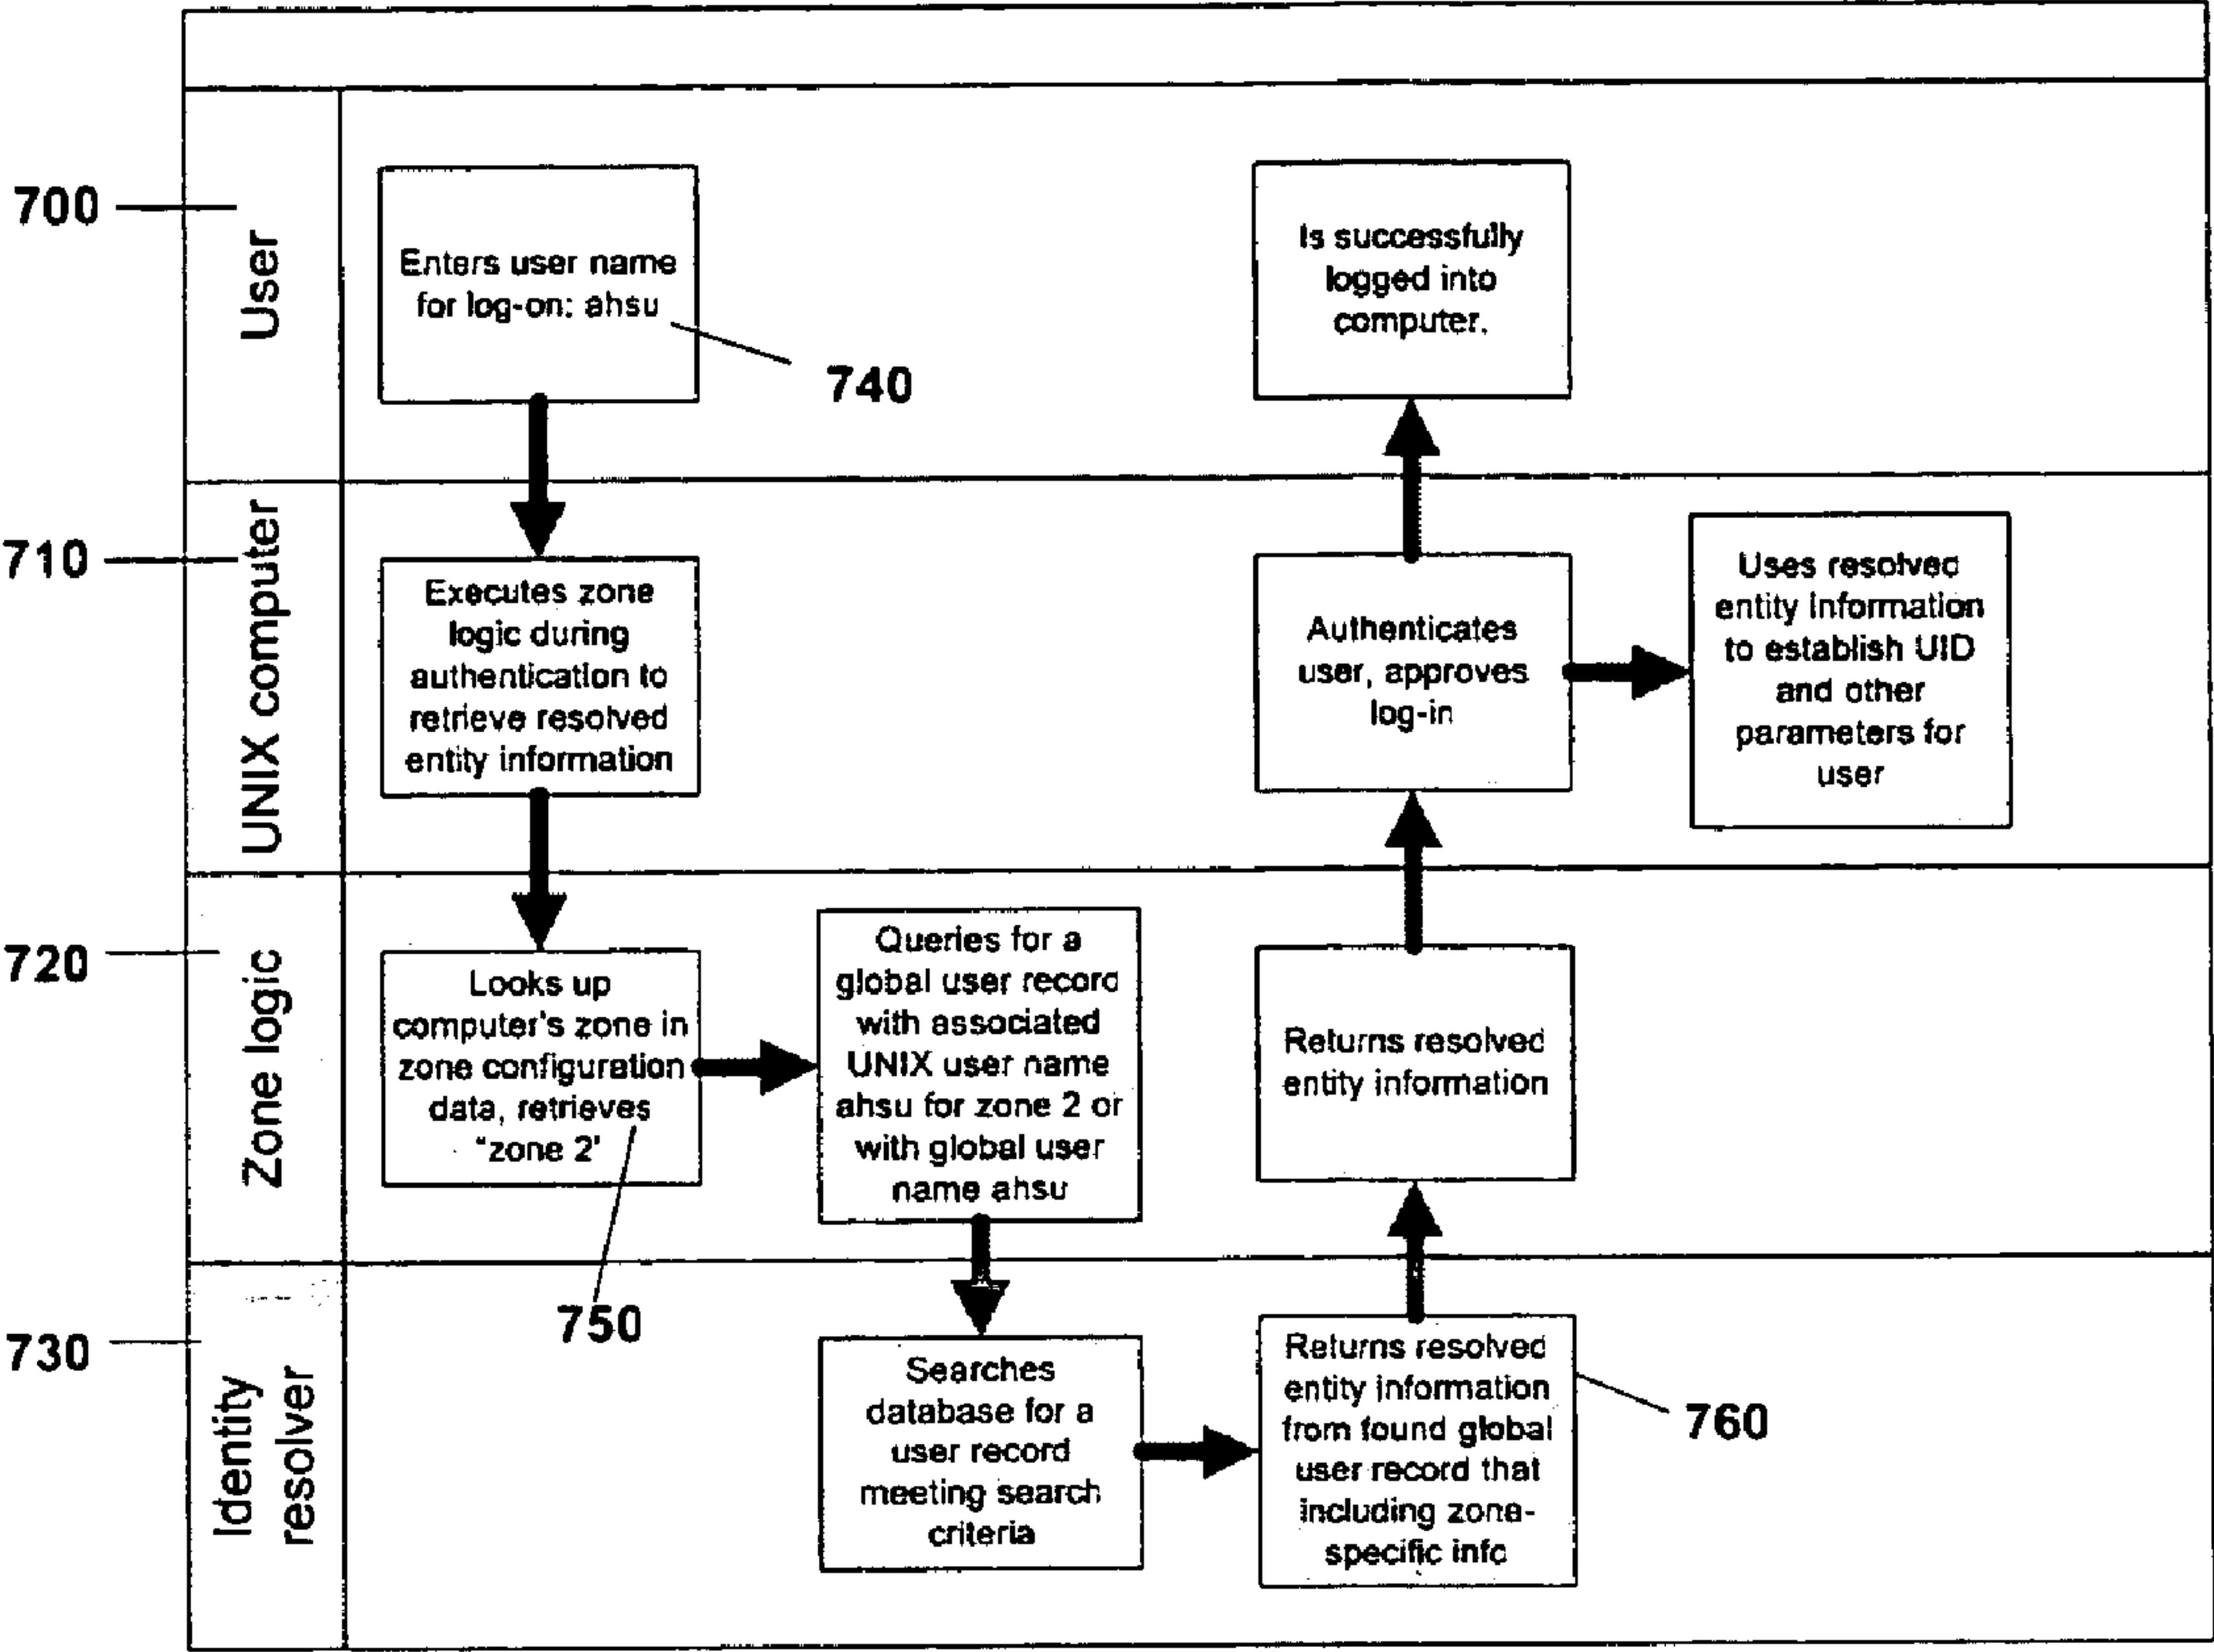 700
User
Enters user name
for log-on: ahsu
740
Is successfully
logged into
computer.
710
UNIX computer
Executes zone
logic during
authentication to
retrieve resolved
entity information
Authenticates
user, approves
log-in
Uses resolved
entity Information
to establish UID
and other
parameters for
user
720
Zone logic
Looks up
computer's zone in
zone configuration
data, retrieves
"zone 2'
750
Queries for a
global user record
with associated
UNIX user name
ahsu for zone 2 or
with global user
name ahsu
Returns resolved
entity information
730
Identity
resolver
Searches
database for a
user record
meeting search
criteria
Returns resolved
entity information
from found global
user record that
including zone-
specific info
760